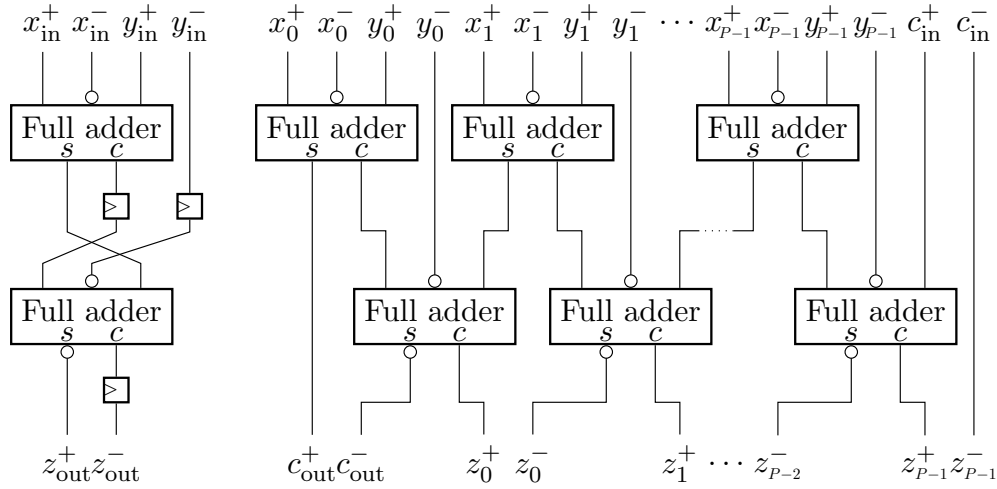 x_in^+ x_in^- y_in^+ y_in^- x_0^+ x_0^- y_0^+ y_0^- x_1^+ x_1^- y_1^+ y_1^- ⋯ x_{P-1}^+ x_{P-1}^- y_{P-1}^+ y_{P-1}^- c_in^+ c_in^-
Full adder Full adder Full adder Full adder
s c s c s c s c
Full adder Full adder Full adder Full adder
s c s c s c s c
z_out^+ z_out^- c_out^+ c_out^- z_0^+ z_0^- z_1^+ ⋯ z_{P-2}^- z_{P-1}^+ z_{P-1}^-